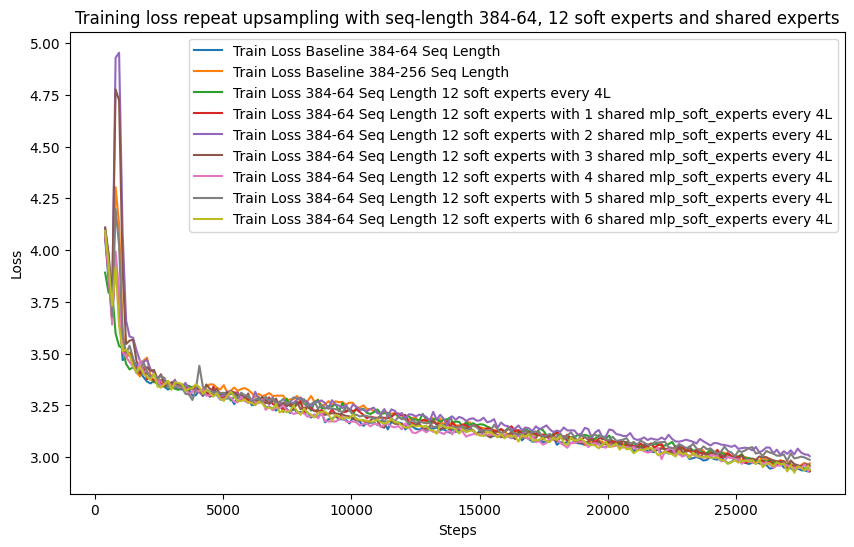 Training loss repeat upsampling with seq-length 384-64, 12 soft experts and shared experts
Train Loss Baseline 384-64 Seq Length
Train Loss Baseline 384-256 Seq Length
Train Loss 384-64 Seq Length 12 soft experts every 4L
Train Loss 384-64 Seq Length 12 soft experts with 1 shared mlp_soft_experts every 4L
Train Loss 384-64 Seq Length 12 soft experts with 2 shared mlp_soft_experts every 4L
Train Loss 384-64 Seq Length 12 soft experts with 3 shared mlp_soft_experts every 4L
Train Loss 384-64 Seq Length 12 soft experts with 4 shared mlp_soft_experts every 4L
Train Loss 384-64 Seq Length 12 soft experts with 5 shared mlp_soft_experts every 4L
Train Loss 384-64 Seq Length 12 soft experts with 6 shared mlp_soft_experts every 4L
5.00
4.75
4.50
4.25
4.00
3.75
3.50
3.25
3.00
Loss
0 5000 10000 15000 20000 25000
Steps